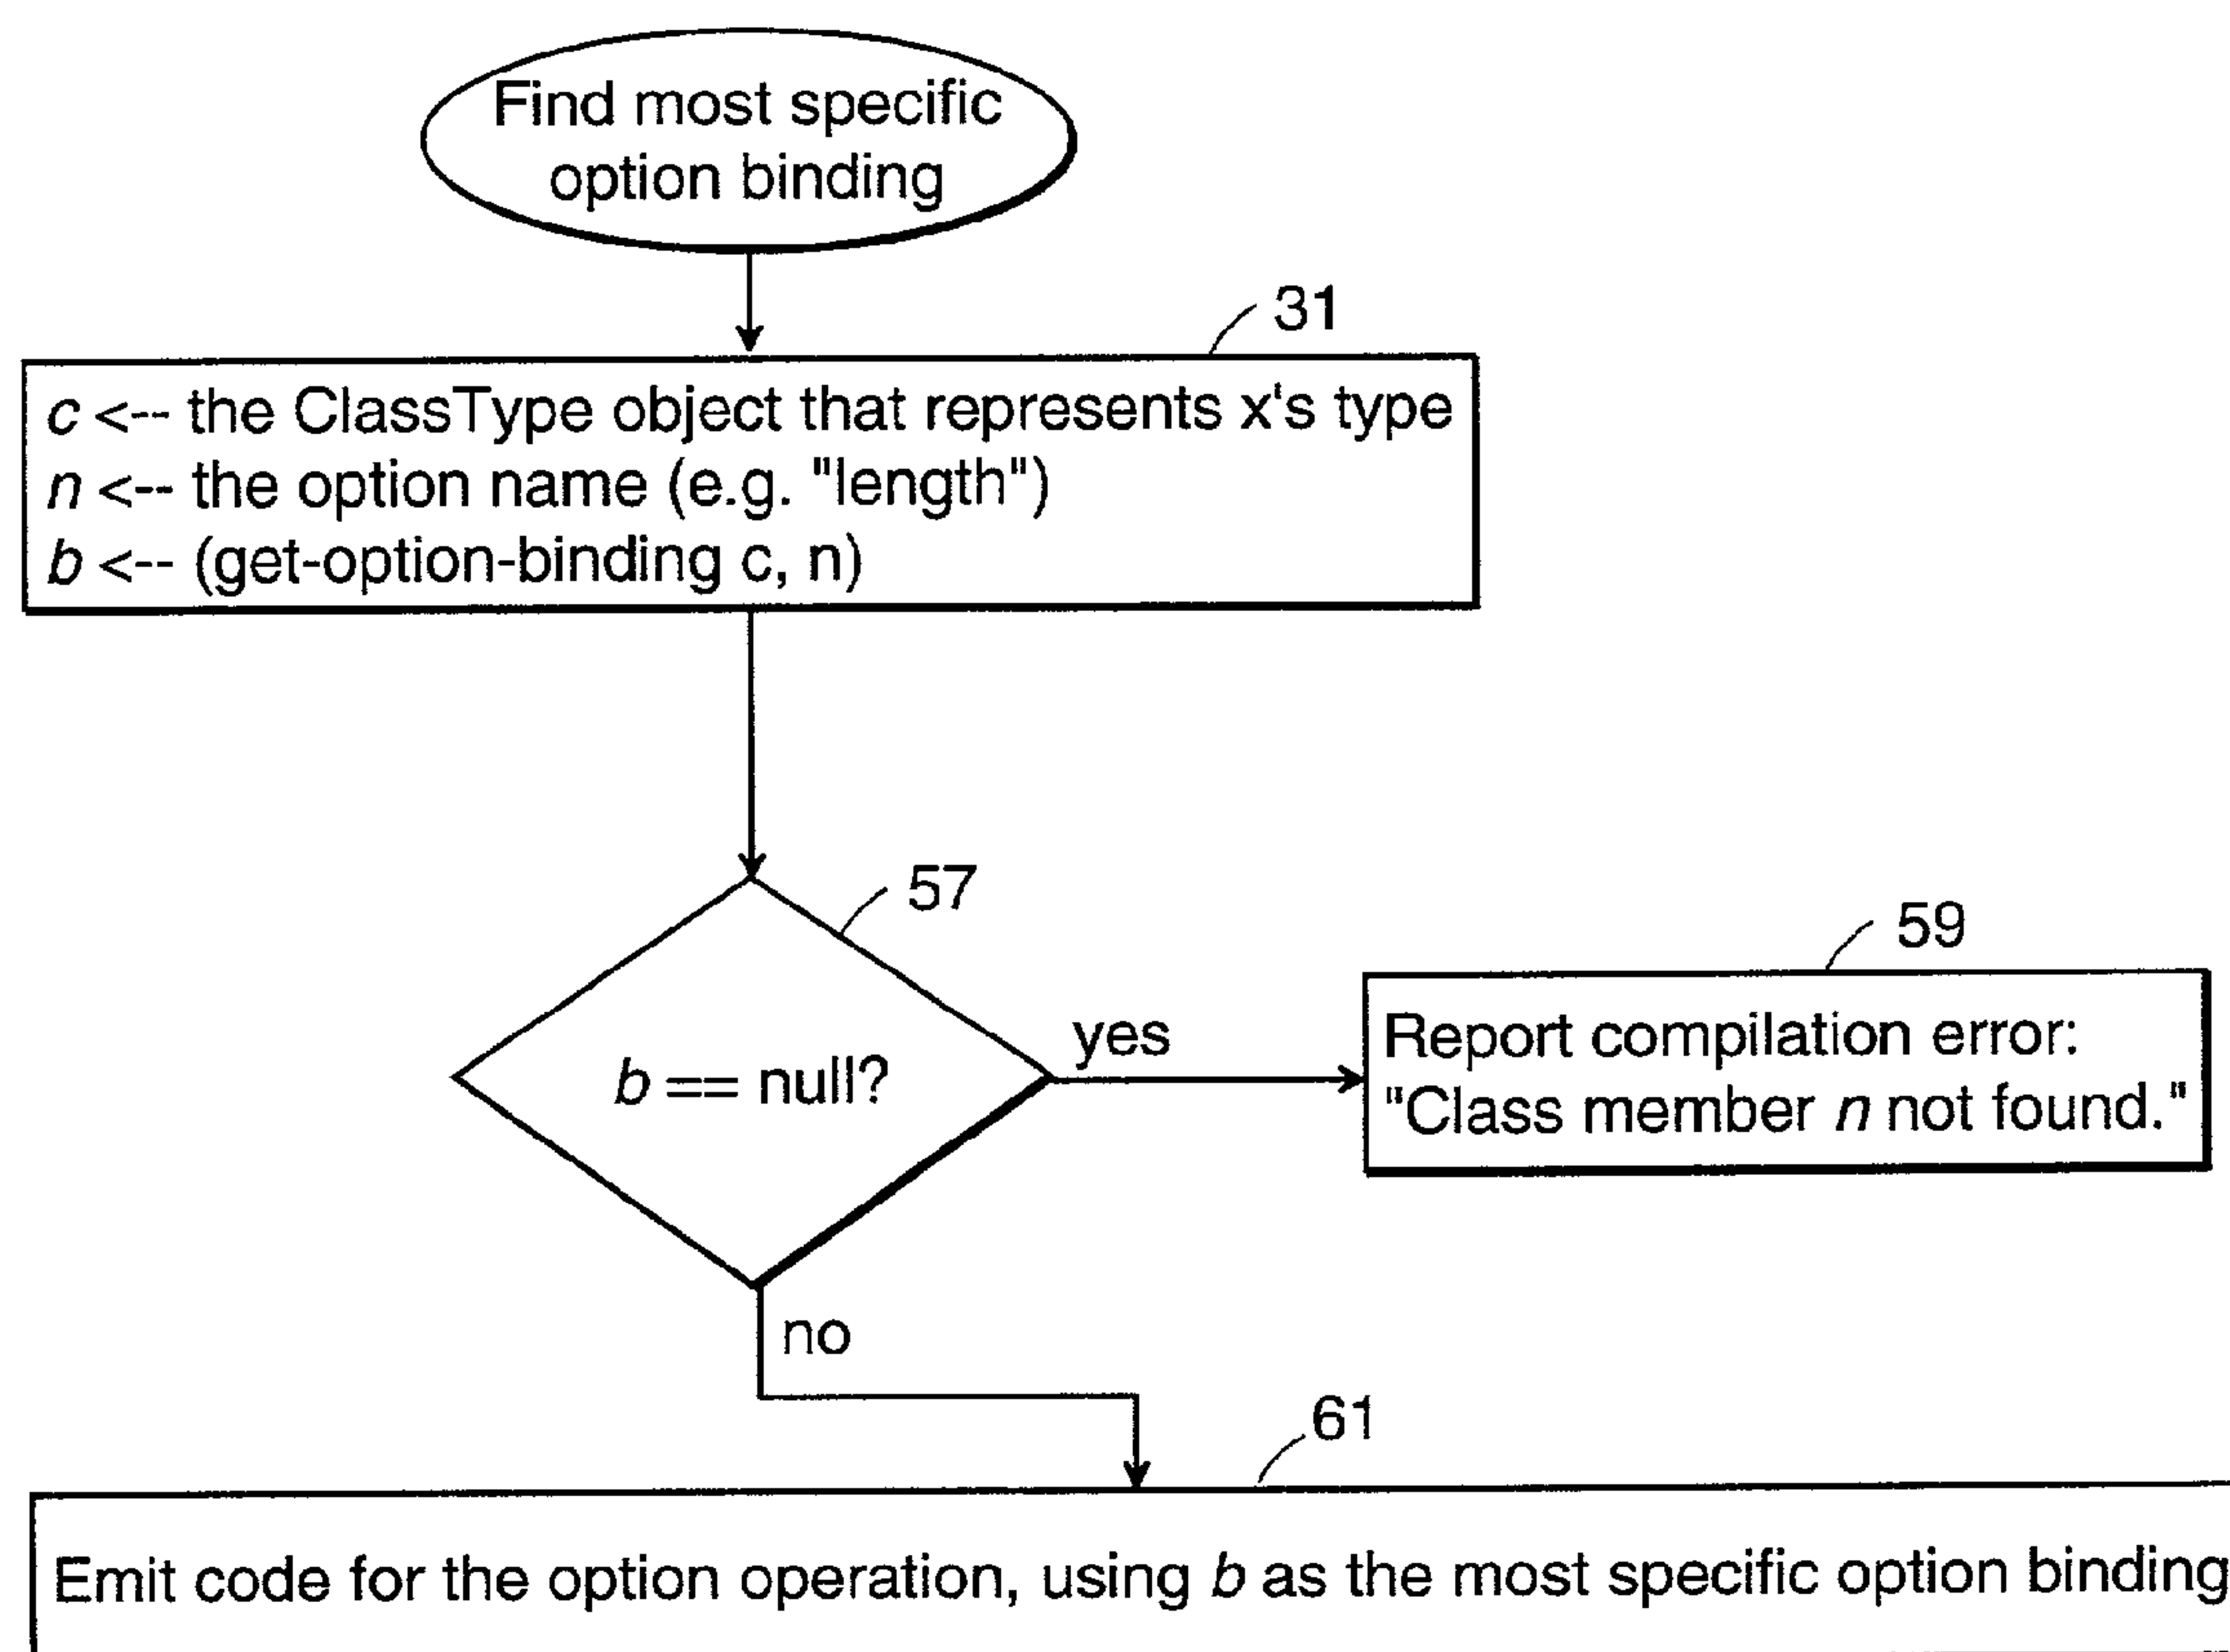 Find most specific
option binding
31
c <-- the ClassType object that represents x's type
n <-- the option name (e.g. "length")
b <-- (get-option-binding c, n)
57
59
yes
Report compilation error:
"Class member n not found."
b == null?
no
61
Emit code for the option operation, using b as the most specific option binding